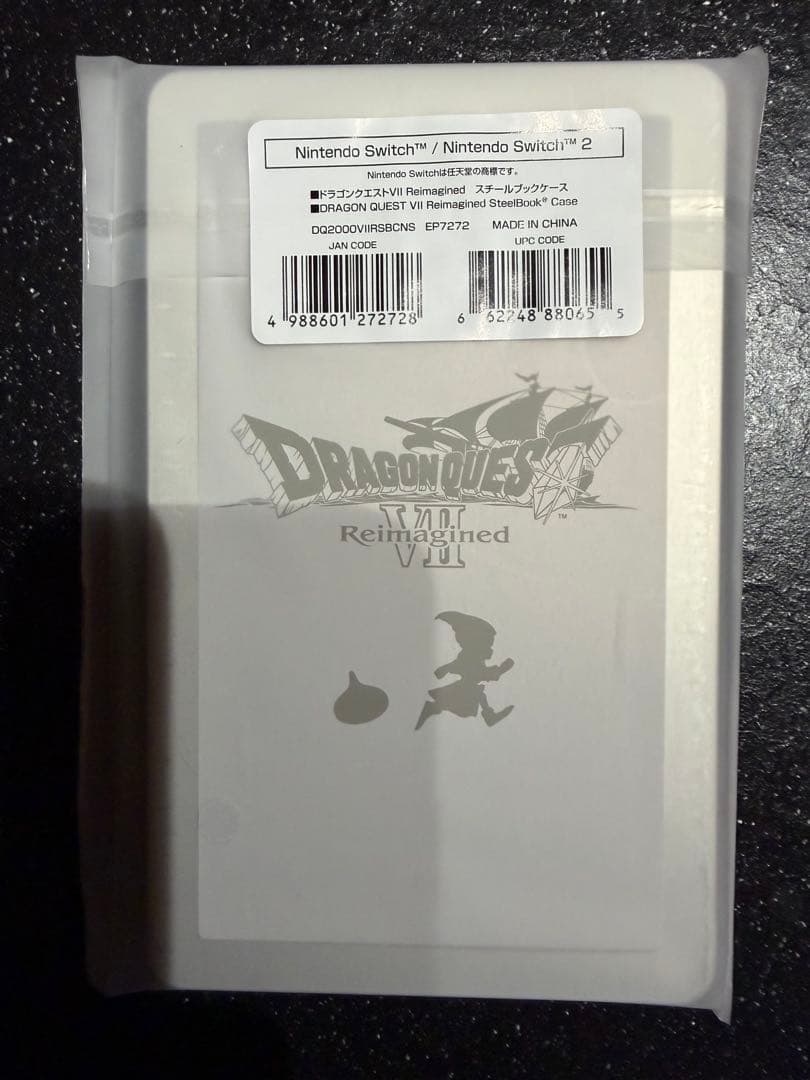 Nintendo Switch™ / Nintendo Switch™ 2
Nintendo Switchは任天堂の商標です。
■ドラゴンクエストVII Reimagined スチールブックケース
■DRAGON QUEST VII Reimagined SteelBook® Case
DQ2000VIIRSBCNS EP7272 MADE IN CHINA
JAN CODE UPC CODE
4 988601 272728 6 62248 88065 5
DRAGON QUEST
VII
Reimagined
TM